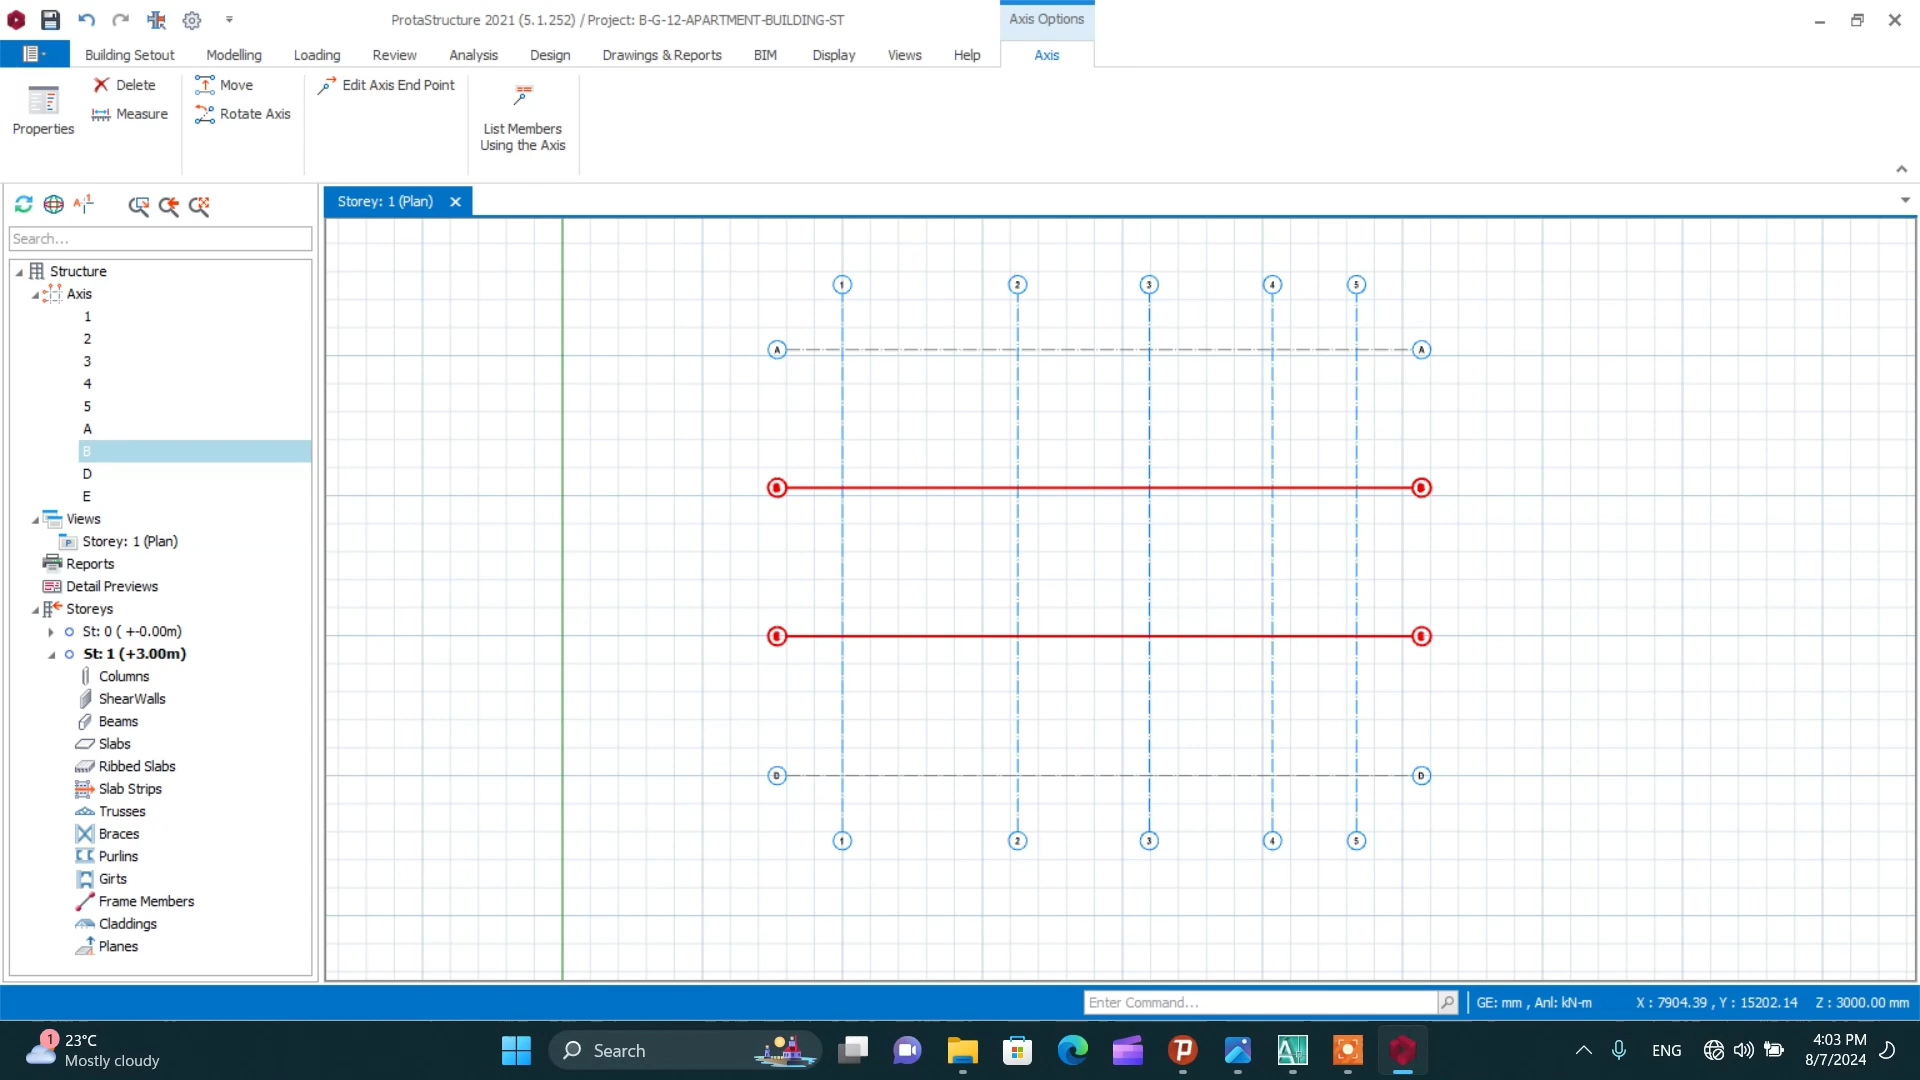 ProtaStructure 2021 (5.1.252) / Project: B-G-12-APARTMENT-BUILDING-ST
Axis Options
Building Setout Modelling Loading Review Analysis Design Drawings & Reports BIM Display Views Help Axis
Properties
Delete
Measure
Move
Rotate Axis
Edit Axis End Point
List Members
Using the Axis
Storey: 1 (Plan)
Search...
Structure
Axis
1
2
3
4
5
A
B
D
E
Views
Storey: 1 (Plan)
Reports
Detail Previews
Storeys
St: 0 ( +-0.00m)
St: 1 (+3.00m)
Columns
ShearWalls
Beams
Slabs
Ribbed Slabs
Slab Strips
Trusses
Braces
Purlins
Girts
Frame Members
Claddings
Planes
1 2 3 4 5
A A
D D
1 2 3 4 5
Enter Command...
GE: mm , Anl: kN-m
X : 7904.39 , Y : 15202.14
Z : 3000.00 mm
1
23°C
Mostly cloudy
Search
ENG
4:03 PM
8/7/2024